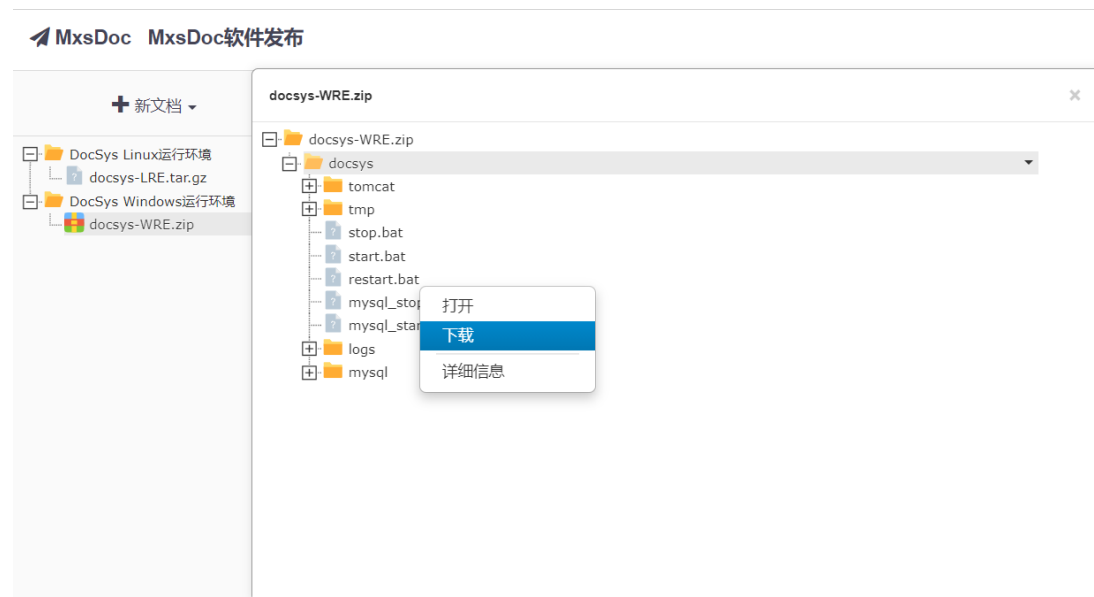 MxsDoc MxsDoc软件发布
新文档
DocSys Linux运行环境
docsys-LRE.tar.gz
DocSys Windows运行环境
docsys-WRE.zip
docsys-WRE.zip
docsys-WRE.zip
docsys
tomcat
tmp
stop.bat
start.bat
restart.bat
mysql_stop
mysql_star
logs
mysql
打开
下载
详细信息